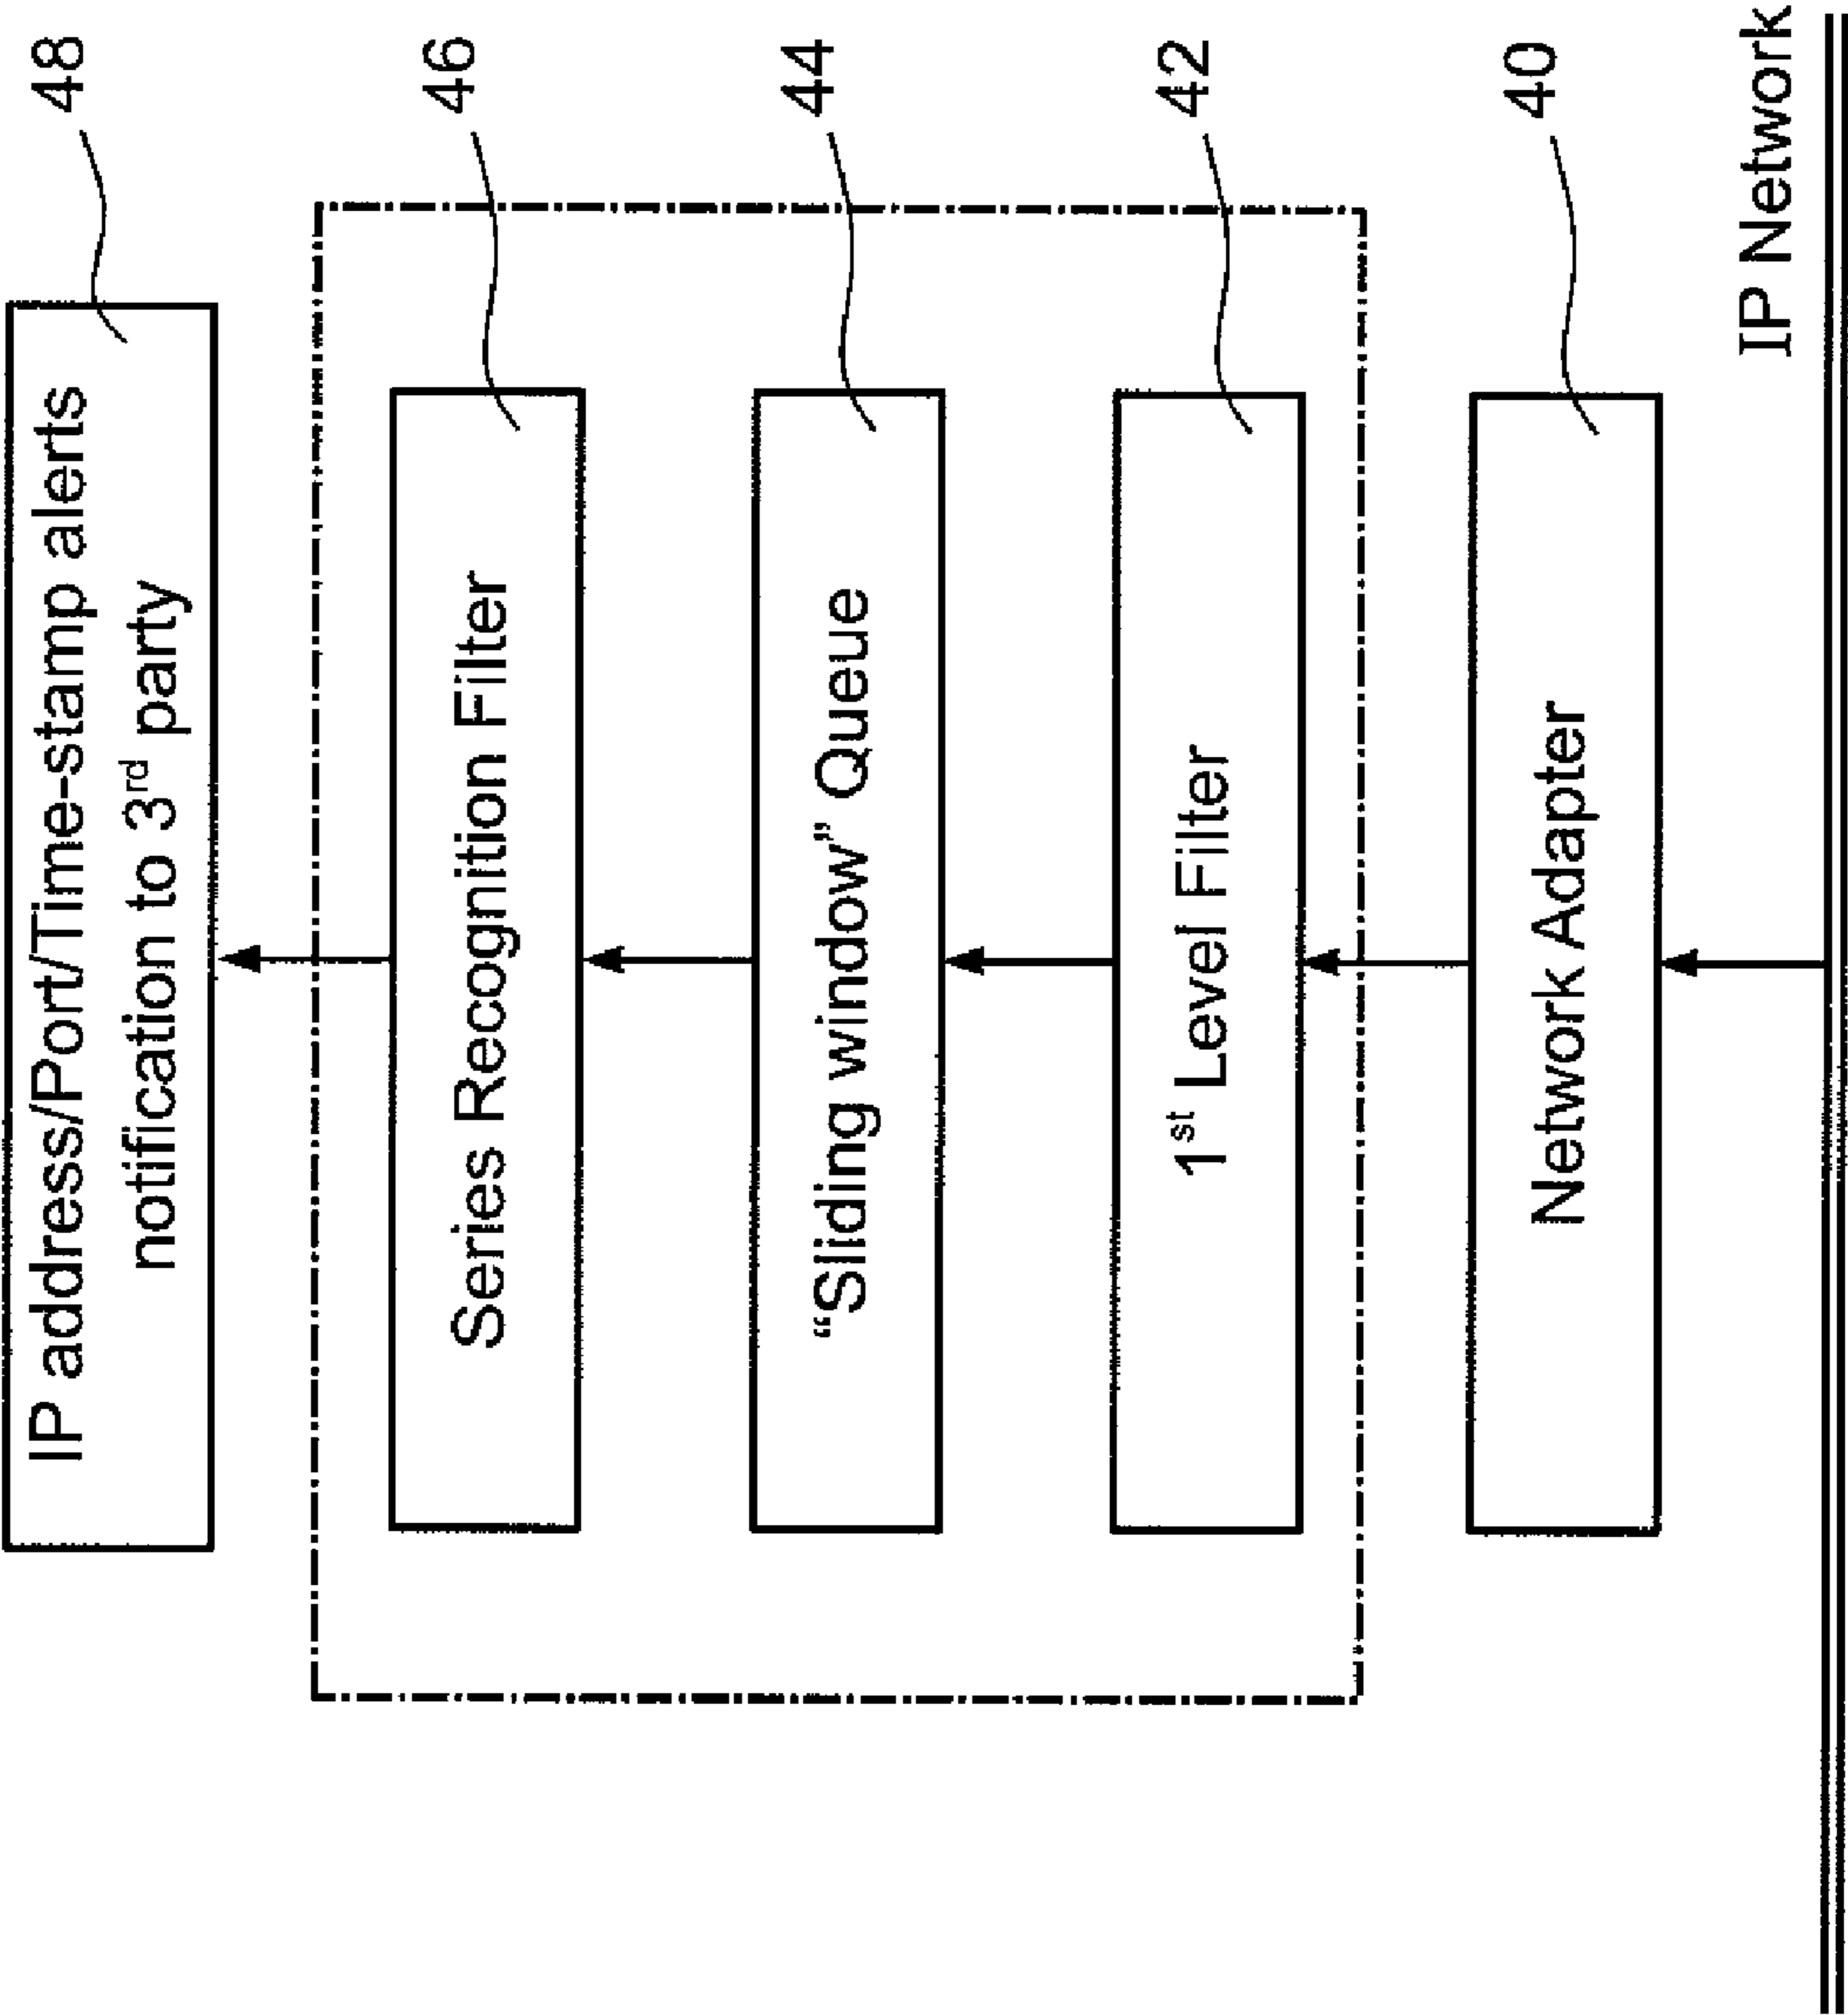 IP address/Port/Time-stamp alerts
notification to 3rd party
48
Series Recognition Filter
46
“Sliding window” Queue
44
1st Level Filter
42
Network Adapter
40
IP Network